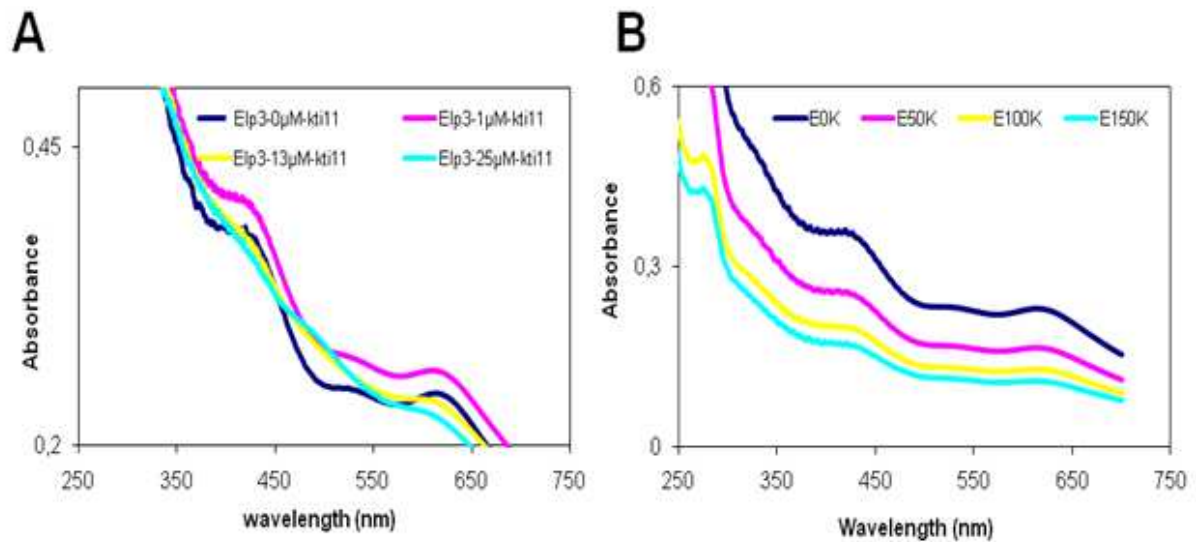 A
Elp3-0µM-kti11
Elp3-1µM-kti11
Elp3-13µM-kti11
Elp3-25µM-kti11
0,45
0,2
Absorbance
250 350 450 550 650 750
wavelength (nm)
B
E0K E50K E100K E150K
0,6
0,3
0
Absorbance
250 350 450 550 650 750
Wavelength (nm)